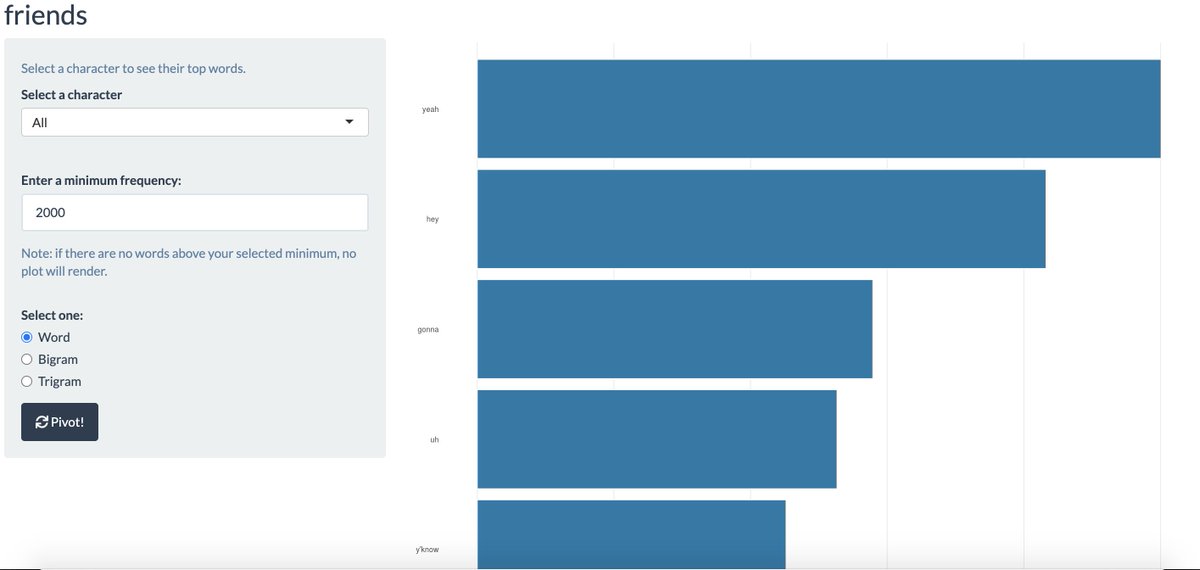 friends
Select a character to see their top words.
Select a character
All
Enter a minimum frequency:
2000
Note: if there are no words above your selected minimum, no
plot will render.
Select one:
Word
Bigram
Trigram
Pivot!
yeah
hey
gonna
uh
y'know